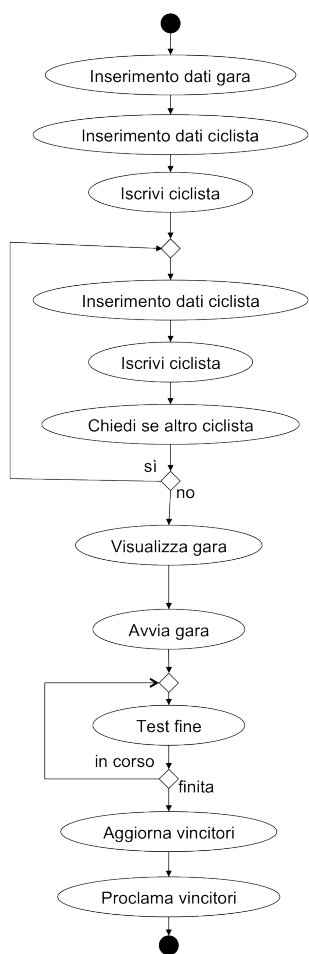 Inserimento dati gara
Inserimento dati ciclista
Iscrivi ciclista
Inserimento dati ciclista
Iscrivi ciclista
Chiedi se altro ciclista
sì
no
Visualizza gara
Avvia gara
Test fine
in corso
finita
Aggiorna vincitori
Proclama vincitori